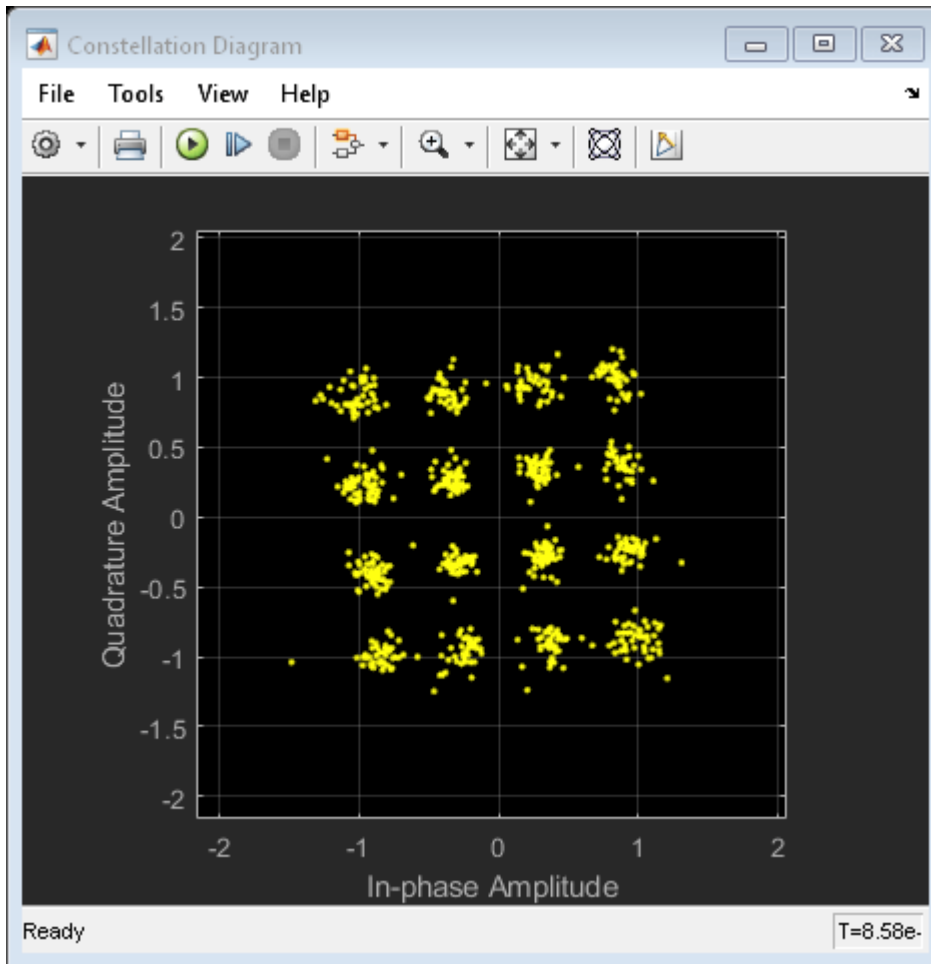 Constellation Diagram
File Tools View Help
2
1.5
1
0.5
0
-0.5
-1
-1.5
-2
Quadrature Amplitude
-2 -1 0 1 2
In-phase Amplitude
Ready T=8.58e-